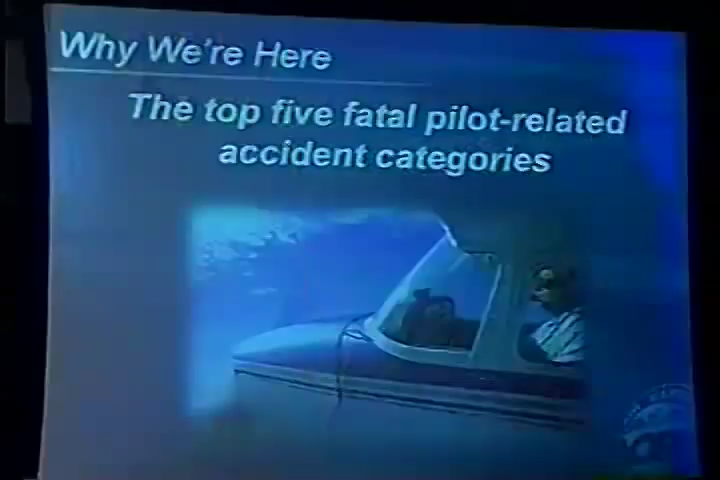 Why We're Here
The top five fatal pilot-related
accident categories